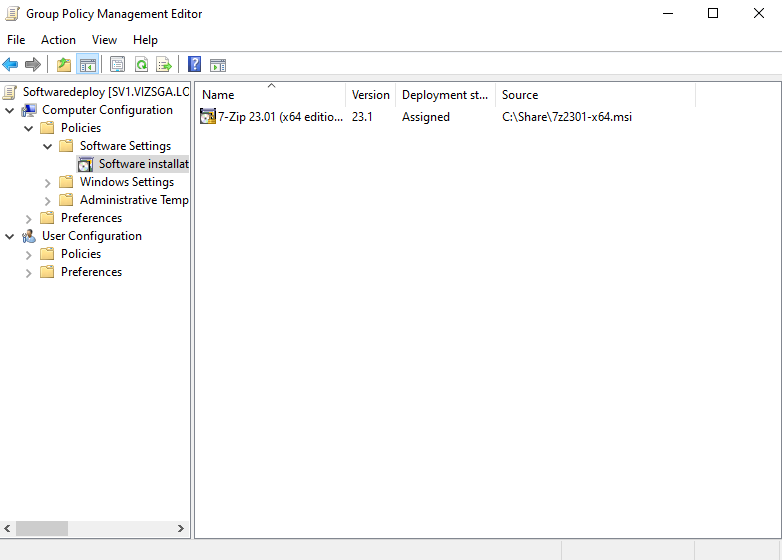 Group Policy Management Editor
File Action View Help
Softwaredeploy [SV1.VIZSGA.LO
Computer Configuration
Policies
Software Settings
Software installat
Windows Settings
Administrative Temp
Preferences
User Configuration
Policies
Preferences
Name Version Deployment st... Source
7-Zip 23.01 (x64 editio... 23.1 Assigned C:\Share\7z2301-x64.msi